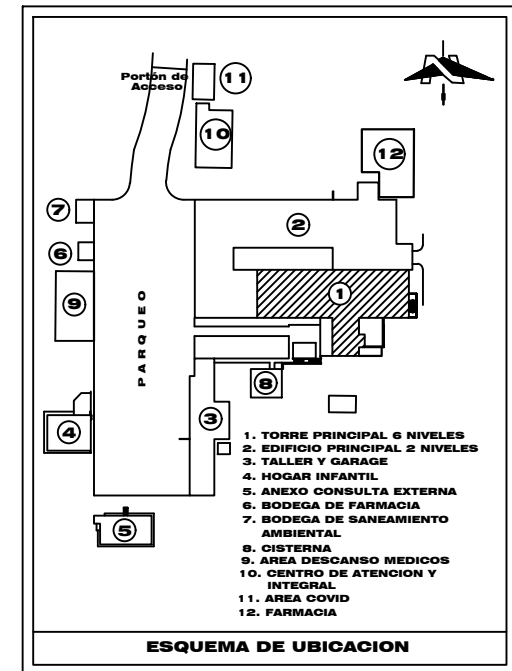 Portón de
Acceso
11
10
12
7
2
6
1
9
PARQUEO
8
3
4
5
1. TORRE PRINCIPAL 6 NIVELES
2. EDIFICIO PRINCIPAL 2 NIVELES
3. TALLER Y GARAGE
4. HOGAR INFANTIL
5. ANEXO CONSULTA EXTERNA
6. BODEGA DE FARMACIA
7. BODEGA DE SANEAMIENTO
AMBIENTAL
8. CISTERNA
9. AREA DESCANSO MEDICOS
10. CENTRO DE ATENCION Y
INTEGRAL
11. AREA COVID
12. FARMACIA
ESQUEMA DE UBICACION